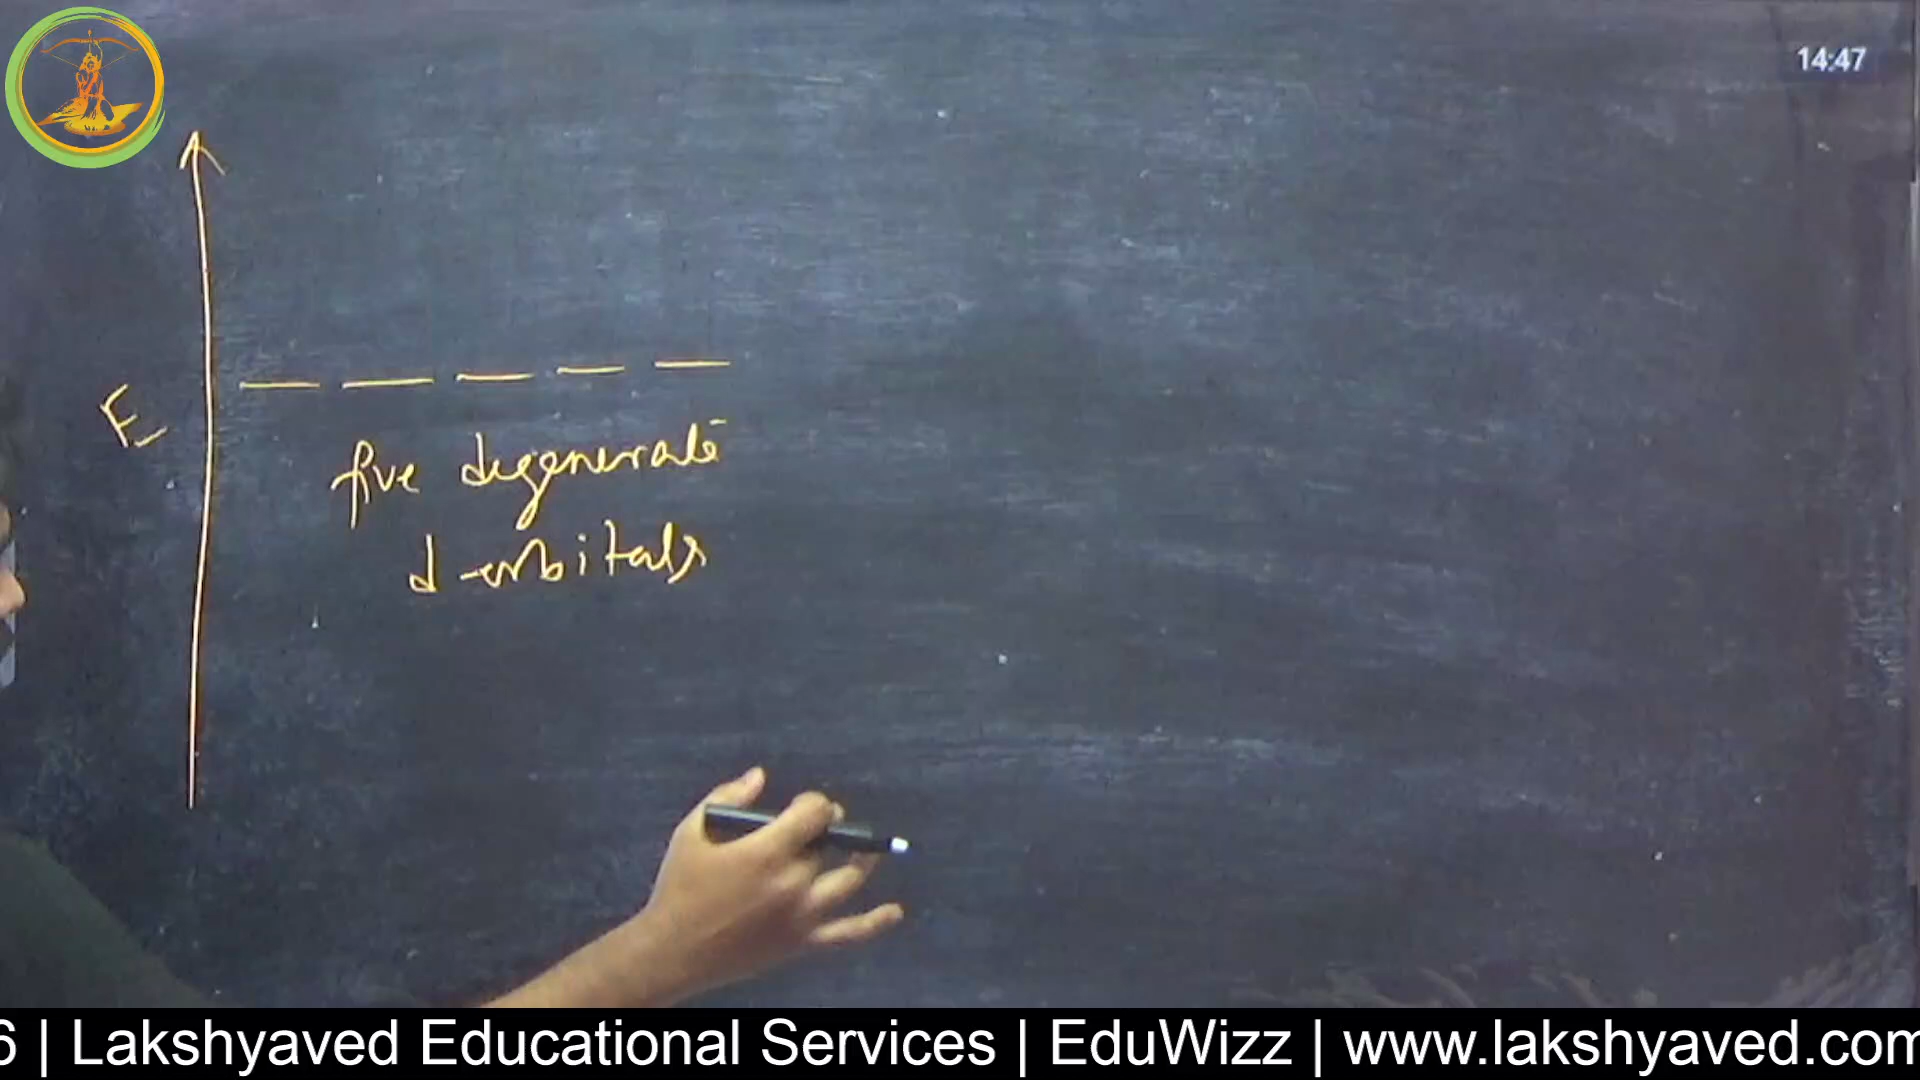 14:47
E
five degenerate
d-orbitals
6 | Lakshyaved Educational Services | EduWizz | www.lakshyaved.com